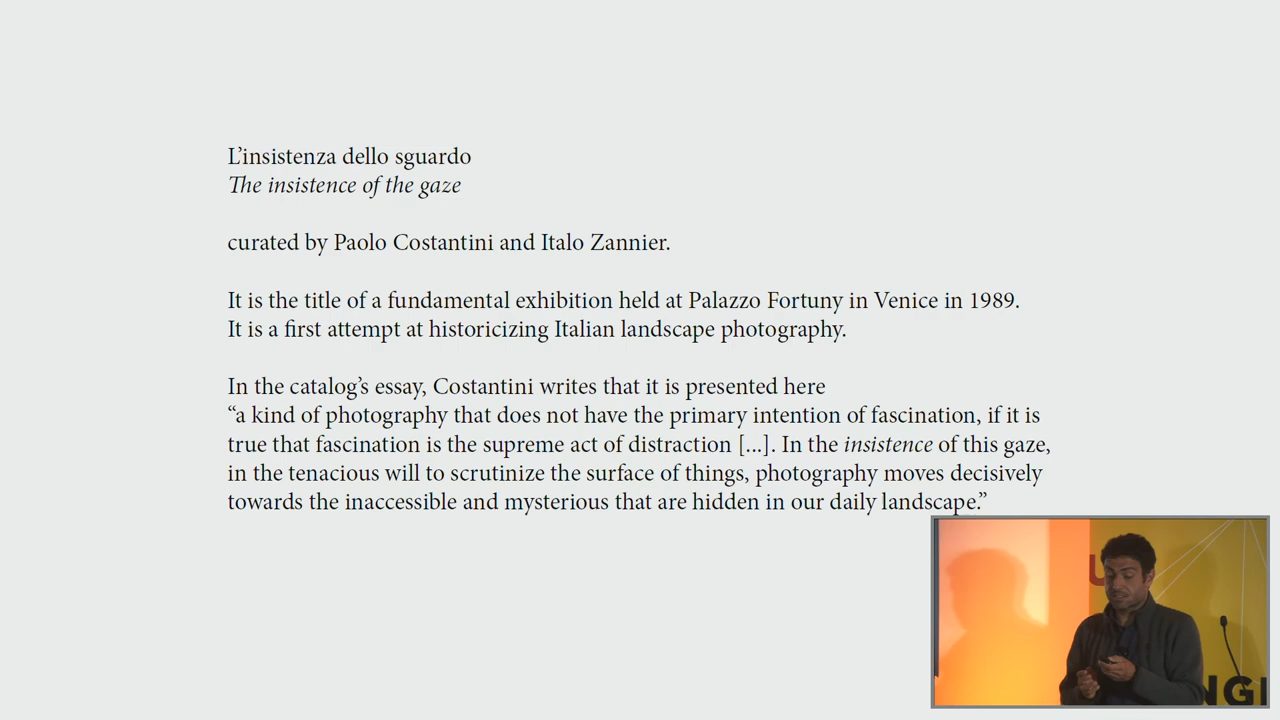 L’insistenza dello sguardo
The insistence of the gaze
curated by Paolo Costantini and Italo Zannier.
It is the title of a fundamental exhibition held at Palazzo Fortuny in Venice in 1989.
It is a first attempt at historicizing Italian landscape photography.
In the catalog’s essay, Costantini writes that it is presented here
“a kind of photography that does not have the primary intention of fascination, if it is
true that fascination is the supreme act of distraction [...]. In the insistence of this gaze,
in the tenacious will to scrutinize the surface of things, photography moves decisively
towards the inaccessible and mysterious that are hidden in our daily landscape.”